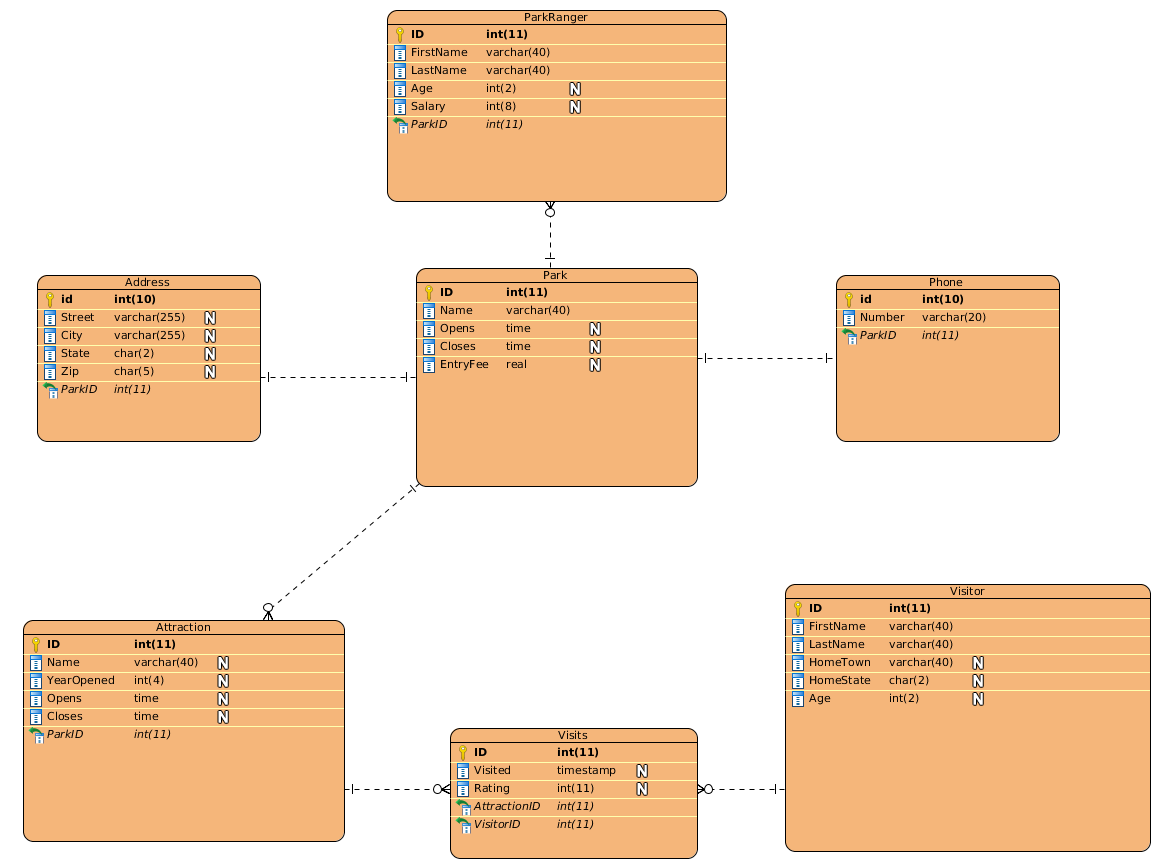 ParkRanger
ID int(11)
FirstName varchar(40)
LastName varchar(40)
Age int(2) N
Salary int(8) N
ParkID int(11)
Address
id int(10)
Street varchar(255) N
City varchar(255) N
State char(2) N
Zip char(5) N
ParkID int(11)
Park
ID int(11)
Name varchar(40)
Opens time N
Closes time N
EntryFee real N
Phone
id int(10)
Number varchar(20)
ParkID int(11)
Attraction
ID int(11)
Name varchar(40) N
YearOpened int(4) N
Opens time N
Closes time N
ParkID int(11)
Visits
ID int(11)
Visited timestamp N
Rating int(11) N
AttractionID int(11)
VisitorID int(11)
Visitor
ID int(11)
FirstName varchar(40)
LastName varchar(40)
HomeTown varchar(40) N
HomeState char(2) N
Age int(2) N